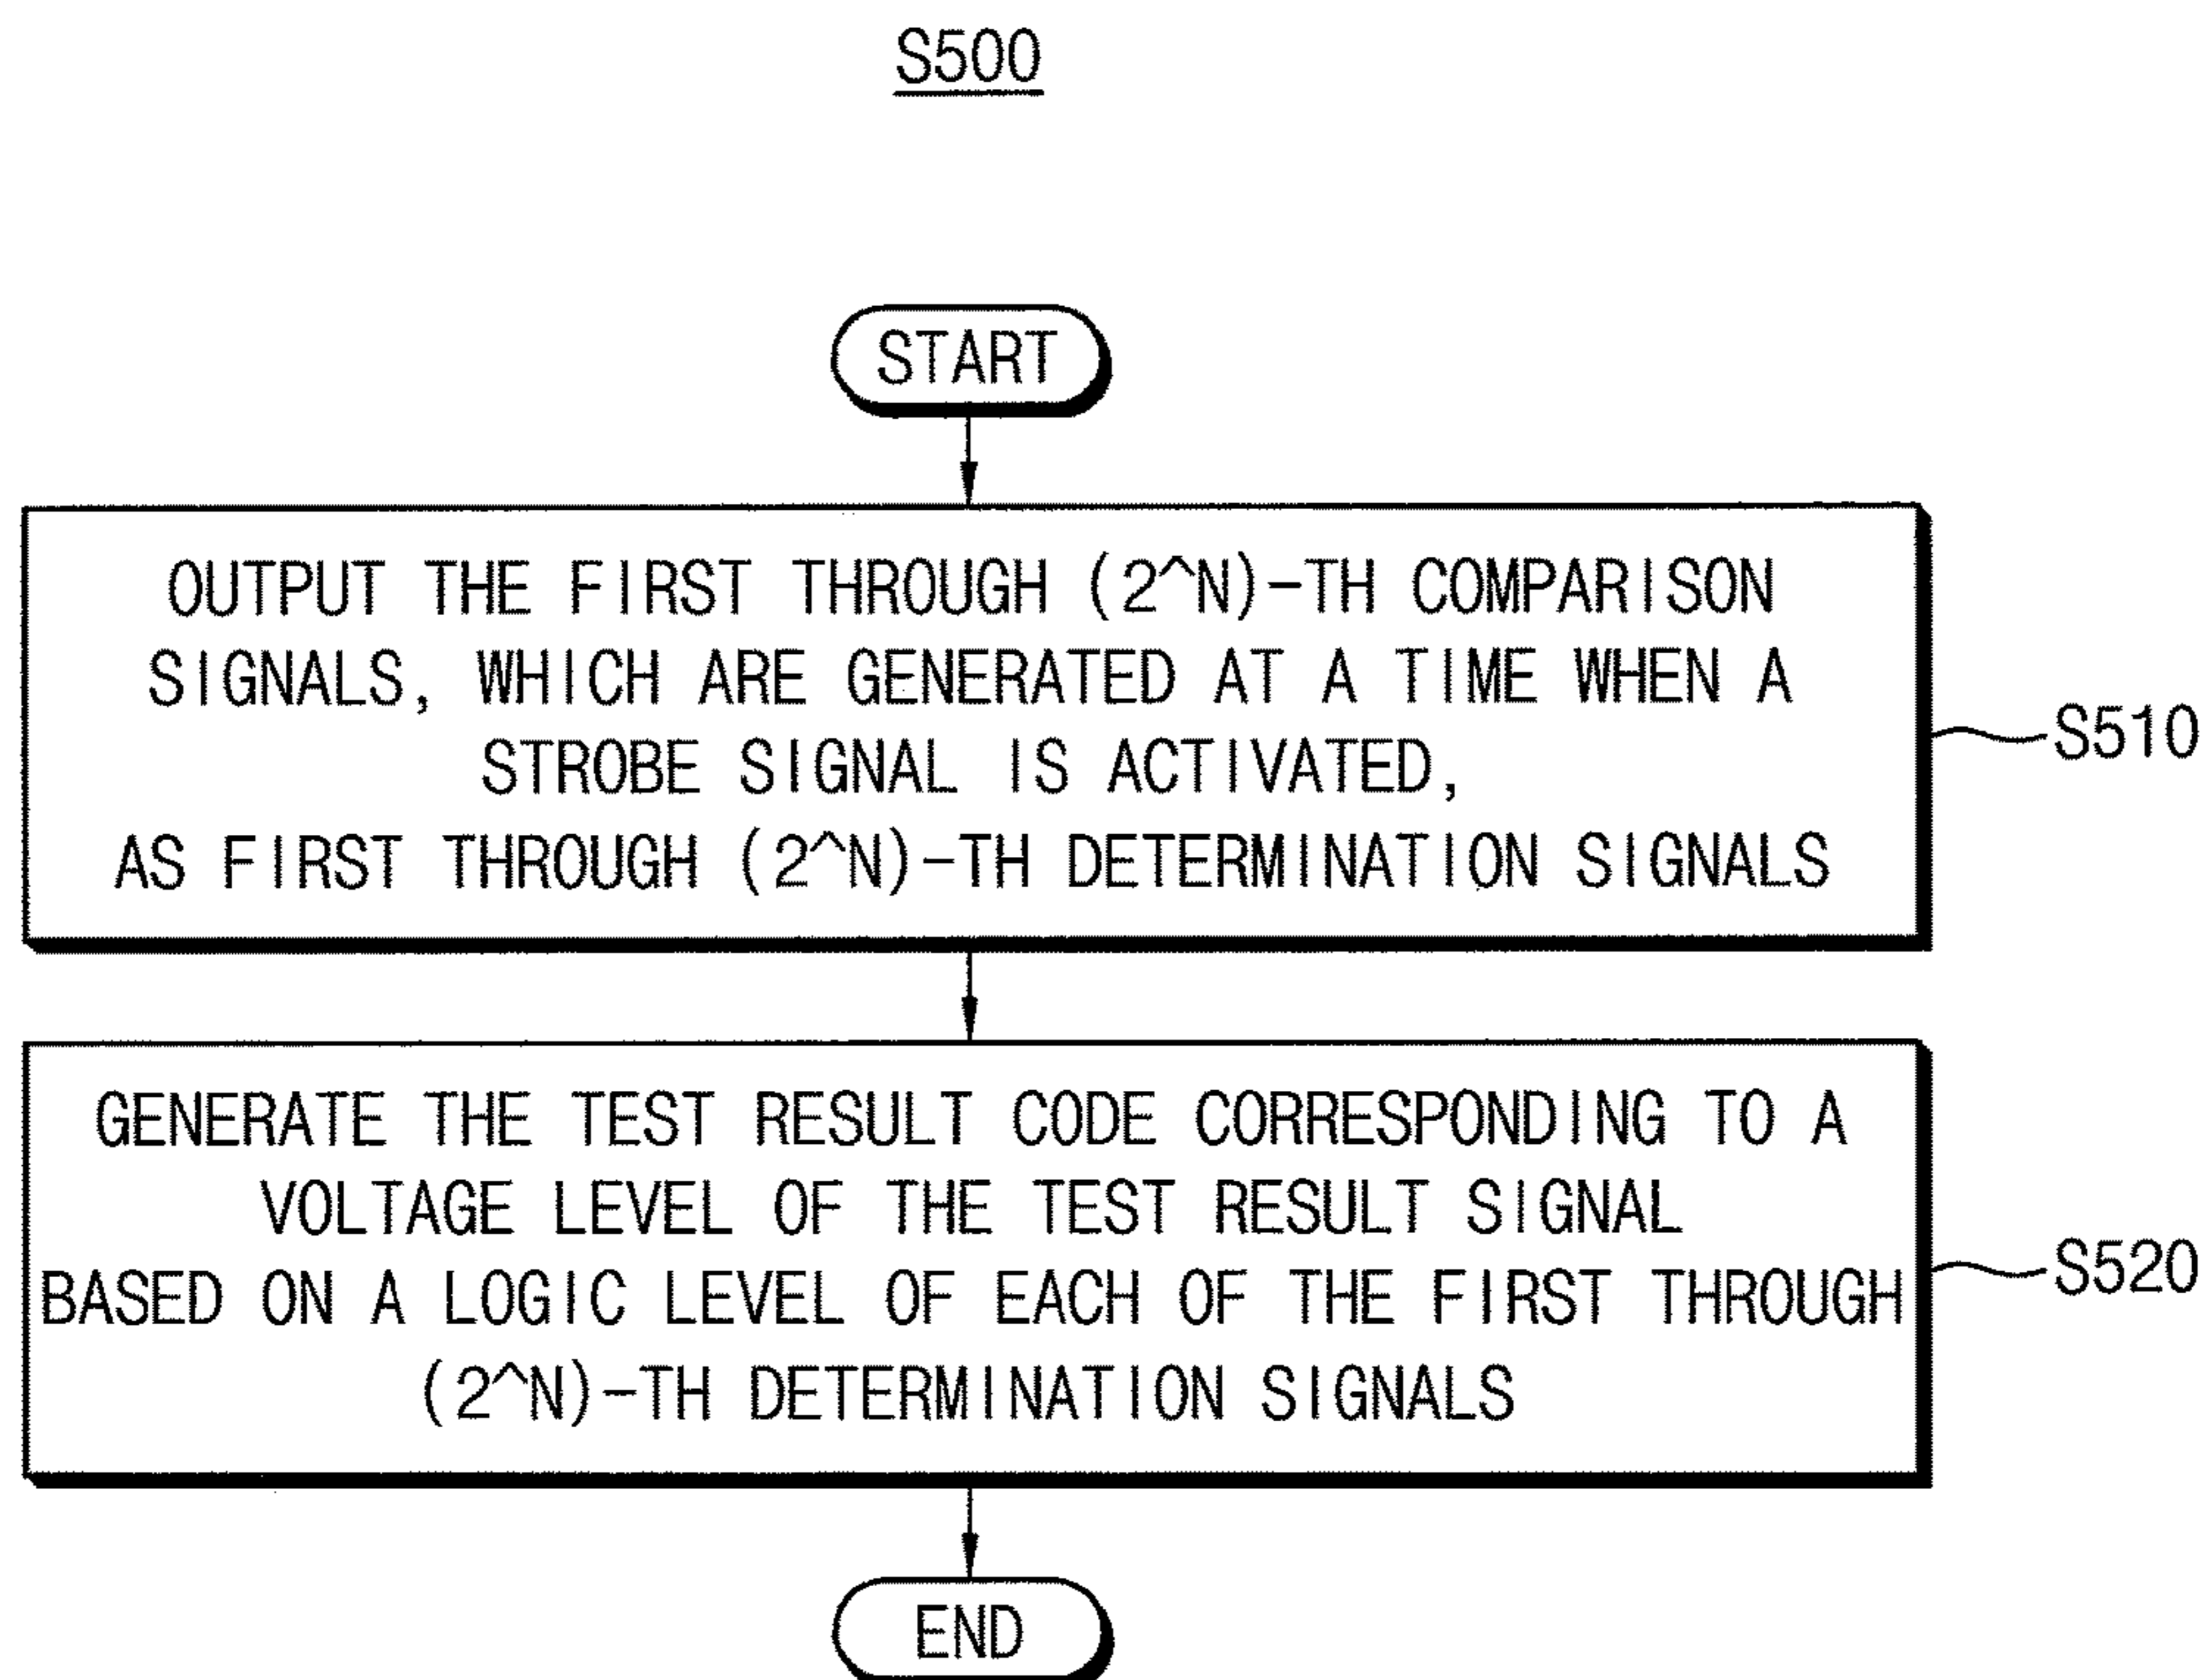 S500
START
OUTPUT THE FIRST THROUGH (2^N)-TH COMPARISON
SIGNALS, WHICH ARE GENERATED AT A TIME WHEN A
STROBE SIGNAL IS ACTIVATED,
AS FIRST THROUGH (2^N)-TH DETERMINATION SIGNALS
S510
GENERATE THE TEST RESULT CODE CORRESPONDING TO A
VOLTAGE LEVEL OF THE TEST RESULT SIGNAL
BASED ON A LOGIC LEVEL OF EACH OF THE FIRST THROUGH
(2^N)-TH DETERMINATION SIGNALS
S520
END